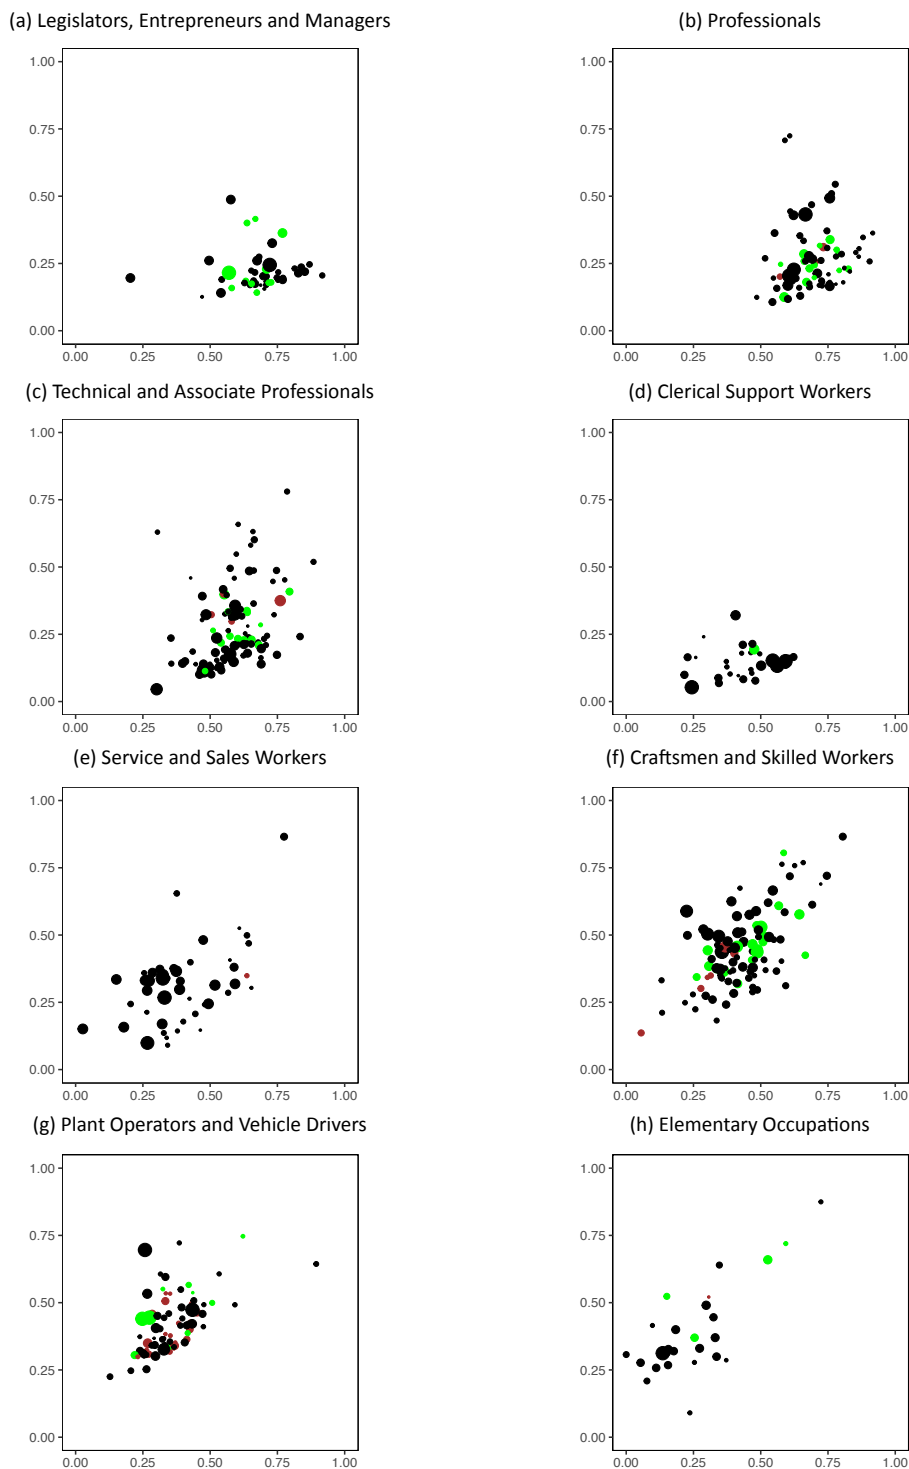 (a) Legislators, Entrepreneurs and Managers
(b) Professionals
1.00
0.75
0.50
0.25
0.00
0.00 0.25 0.50 0.75 1.00
1.00
0.75
0.50
0.25
0.00
0.00 0.25 0.50 0.75 1.00
(c) Technical and Associate Professionals
(d) Clerical Support Workers
1.00
0.75
0.50
0.25
0.00
0.00 0.25 0.50 0.75 1.00
1.00
0.75
0.50
0.25
0.00
0.00 0.25 0.50 0.75 1.00
(e) Service and Sales Workers
(f) Craftsmen and Skilled Workers
1.00
0.75
0.50
0.25
0.00
0.00 0.25 0.50 0.75 1.00
1.00
0.75
0.50
0.25
0.00
0.00 0.25 0.50 0.75 1.00
(g) Plant Operators and Vehicle Drivers
(h) Elementary Occupations
1.00
0.75
0.50
0.25
0.00
0.00 0.25 0.50 0.75 1.00
1.00
0.75
0.50
0.25
0.00
0.00 0.25 0.50 0.75 1.00